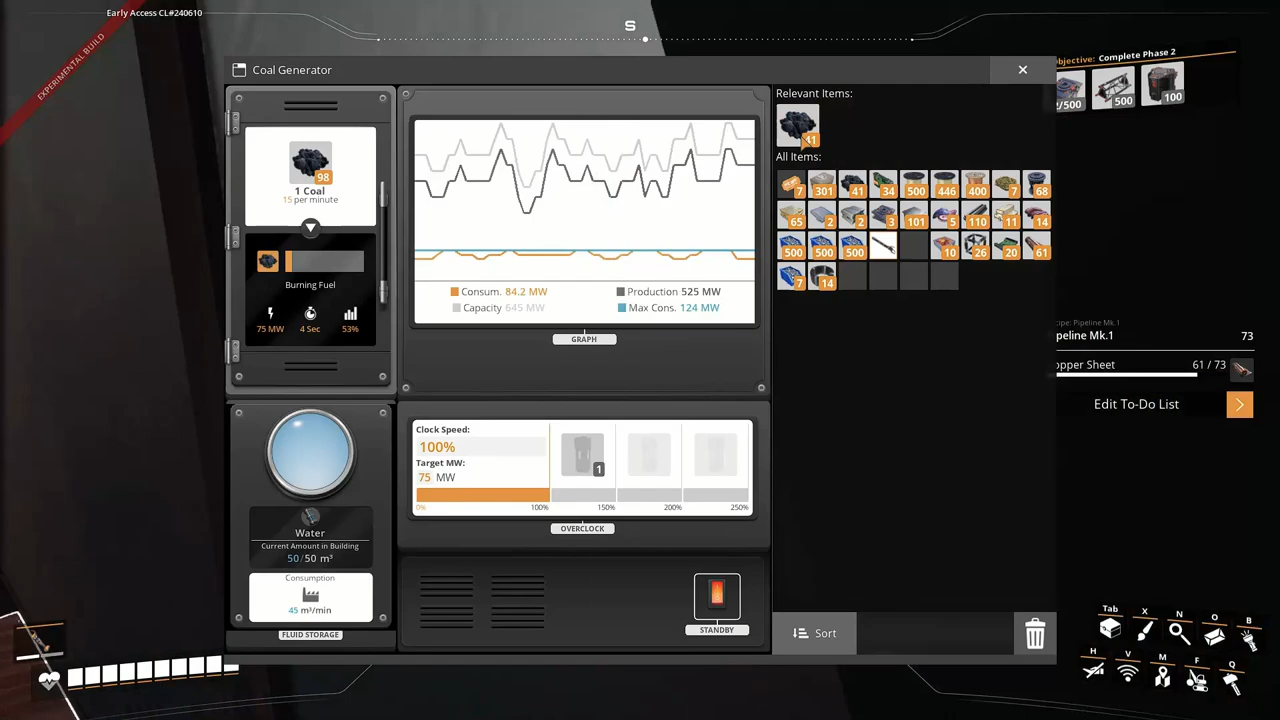 Early Access CL#240610
EXPERIMENTAL BUILD
S
Coal Generator
Objective: Complete Phase 2
2/500
500
100
98
1 Coal
15 per minute
Burning Fuel
75 MW
4 Sec
53%
Consum. 84.2 MW
Production 525 MW
Capacity 645 MW
Max Cons. 124 MW
GRAPH
Water
Current Amount in Building
50/50 m³
Consumption
45 m³/min
FLUID STORAGE
Clock Speed:
100%
Target MW:
75 MW
1
0%
100%
150%
200%
250%
OVERCLOCK
STANDBY
Relevant Items:
41
All Items:
7 301 41 34 500 446 400 7 68
65 2 2 3 101 5 110 11 14
500 500 500 10 26 20 61
7 14
Sort
cipe: Pipeline Mk.1
peline Mk.1 73
opper Sheet 61 / 73
Edit To-Do List
Tab X N O B
H V M F Q